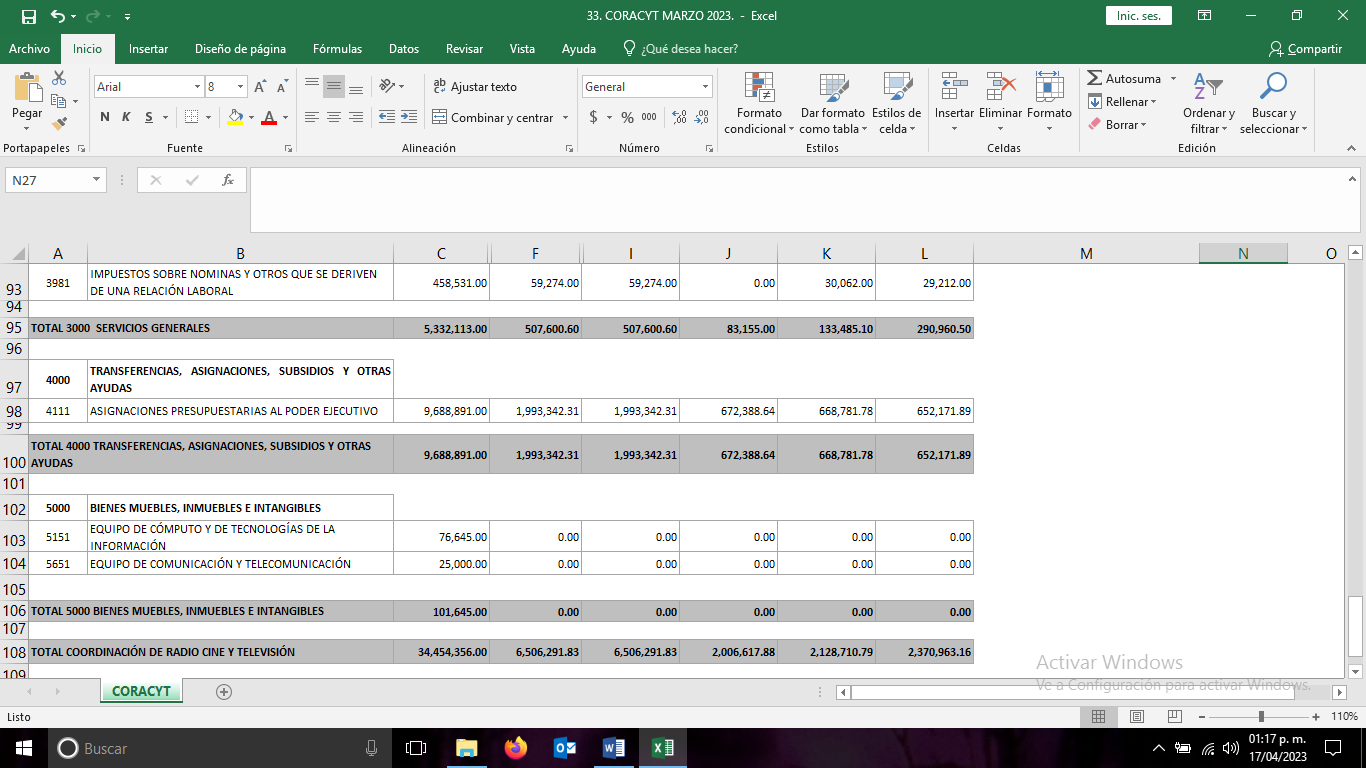 33. CORACYT MARZO 2023. - Excel
Inic. ses.
Archivo Inicio Insertar Diseño de página Fórmulas Datos Revisar Vista Ayuda ¿Qué desea hacer? Compartir
Pegar
Arial 8
N K S
Ajustar texto
Combinar y centrar
General
$ % 000
Formato condicional
Dar formato como tabla
Estilos de celda
Insertar Eliminar Formato
Autosuma
Rellenar
Borrar
Ordenar y filtrar
Buscar y seleccionar
Portapapeles Fuente Alineación Número Estilos Celdas Edición
N27 fx
A B C F I J K L M N O
93 3981 IMPUESTOS SOBRE NOMINAS Y OTROS QUE SE DERIVEN
DE UNA RELACIÓN LABORAL 458,531.00 59,274.00 59,274.00 0.00 30,062.00 29,212.00
94
95 TOTAL 3000 SERVICIOS GENERALES 5,332,113.00 507,600.60 507,600.60 83,155.00 133,485.10 290,960.50
96
97 4000 TRANSFERENCIAS, ASIGNACIONES, SUBSIDIOS Y OTRAS
AYUDAS
98 4111 ASIGNACIONES PRESUPUESTARIAS AL PODER EJECUTIVO 9,688,891.00 1,993,342.31 1,993,342.31 672,388.64 668,781.78 652,171.89
99
100 TOTAL 4000 TRANSFERENCIAS, ASIGNACIONES, SUBSIDIOS Y OTRAS
AYUDAS 9,688,891.00 1,993,342.31 1,993,342.31 672,388.64 668,781.78 652,171.89
101
102 5000 BIENES MUEBLES, INMUEBLES E INTANGIBLES
103 5151 EQUIPO DE CÓMPUTO Y DE TECNOLOGÍAS DE LA
INFORMACIÓN 76,645.00 0.00 0.00 0.00 0.00 0.00
104 5651 EQUIPO DE COMUNICACIÓN Y TELECOMUNICACIÓN 25,000.00 0.00 0.00 0.00 0.00 0.00
105
106 TOTAL 5000 BIENES MUEBLES, INMUEBLES E INTANGIBLES 101,645.00 0.00 0.00 0.00 0.00 0.00
107
108 TOTAL COORDINACIÓN DE RADIO CINE Y TELEVISIÓN 34,454,356.00 6,506,291.83 6,506,291.83 2,006,617.88 2,128,710.79 2,370,963.16
109
Activar Windows
Ve a Configuración para activar Windows.
CORACYT
Listo
110%
Buscar
01:17 p. m.
17/04/2023